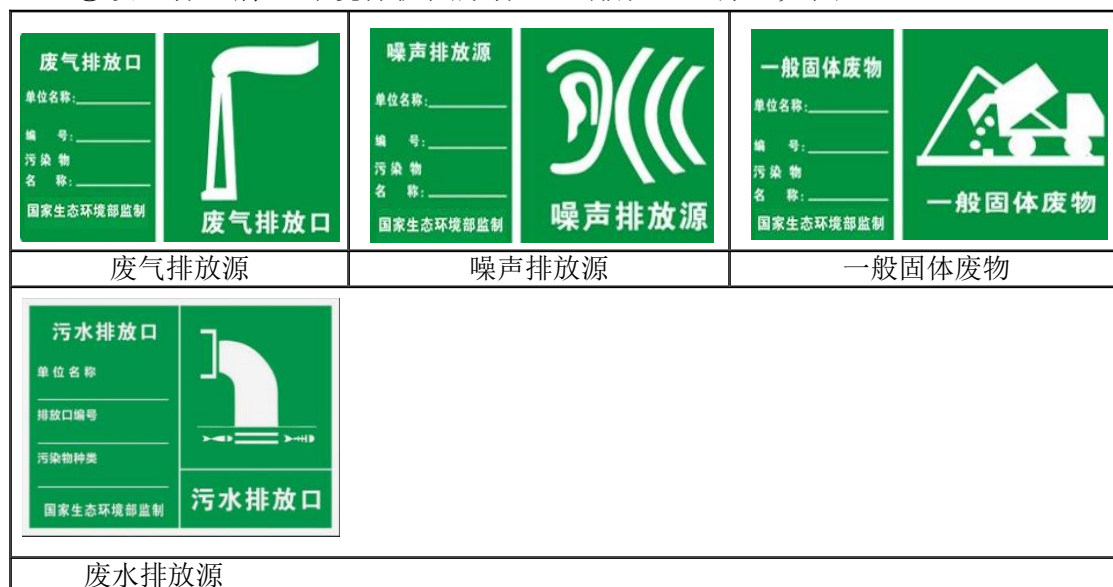 废气排放口
单位名称:
编 号:
污 染 物
名 称:
国家生态环境部监制
废气排放口
噪声排放源
单位名称:
编 号:
污 染 物
名 称:
国家生态环境部监制
噪声排放源
一般固体废物
单位名称:
编 号:
污 染 物
名 称:
国家生态环境部监制
一般固体废物
废气排放源
噪声排放源
一般固体废物
污水排放口
单位名称
排放口编号
污染物种类
国家生态环境部监制
污水排放口
废水排放源